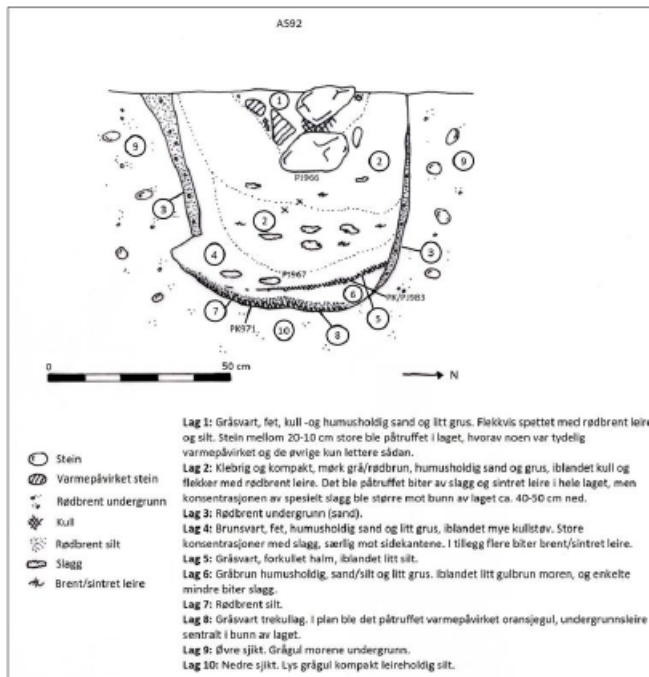 A592
1
9
2
9
PJ966
3
2
4
3
PJ967
6
PK/PJ983
7
5
PK971
10
8
0 50 cm
N
Stein
Varmepåvirket stein
Rødbrent undergrunn
Kull
Rødbrent silt
Slagg
Brent/sintret leire
Lag 1: Gråsvart, fet, kull -og humusholdig sand og litt grus. Flekkvis spettet med rødbrent leire
og silt. Stein mellom 20-10 cm store ble påtruffet i laget, hvorav noen var tydelig
varmepåvirket og de øvrige kun lettere sådan.
Lag 2: Klebrig og kompakt, mørk grå/rødbrun, humusholdig sand og grus, iblandet kull og
flekker med rødbrent leire. Det ble påtruffet biter av slagg og sintret leire i hele laget, men
konsentrasjonen av spesielt slagg ble større mot bunn av laget ca. 40-50 cm ned.
Lag 3: Rødbrent undergrunn (sand).
Lag 4: Brunsvart, fet, humusholdig sand og litt grus, iblandet mye kullstøv. Store
konsentrasjoner med slagg, særlig mot sidekantene. I tillegg flere biter brent/sintret leire.
Lag 5: Gråsvart, forkullet halm, iblandet litt silt.
Lag 6: Gråbrun humusholdig, sand/silt og litt grus. Iblandet litt gulbrun moren, og enkelte
mindre biter slagg.
Lag 7: Rødbrent silt.
Lag 8: Gråsvart trekullag. I plan ble det påtruffet varmepåvirket oransjegul, undergrunnsleire
sentralt i bunn av laget.
Lag 9: Øvre sjikt. Grågul morene undergrunn.
Lag 10: Nedre sjikt. Lys grågul kompakt leireholdig silt.